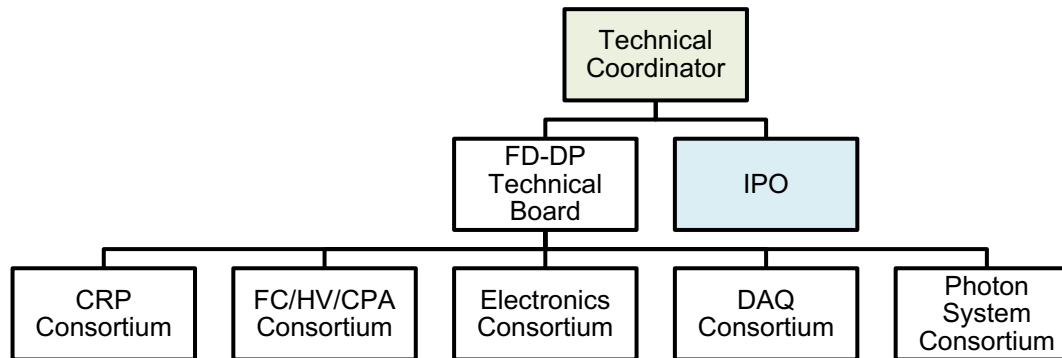 Technical
Coordinator
FD-DP
Technical
Board
IPO
CRP
Consortium
FC/HV/CPA
Consortium
Electronics
Consortium
DAQ
Consortium
Photon
System
Consortium